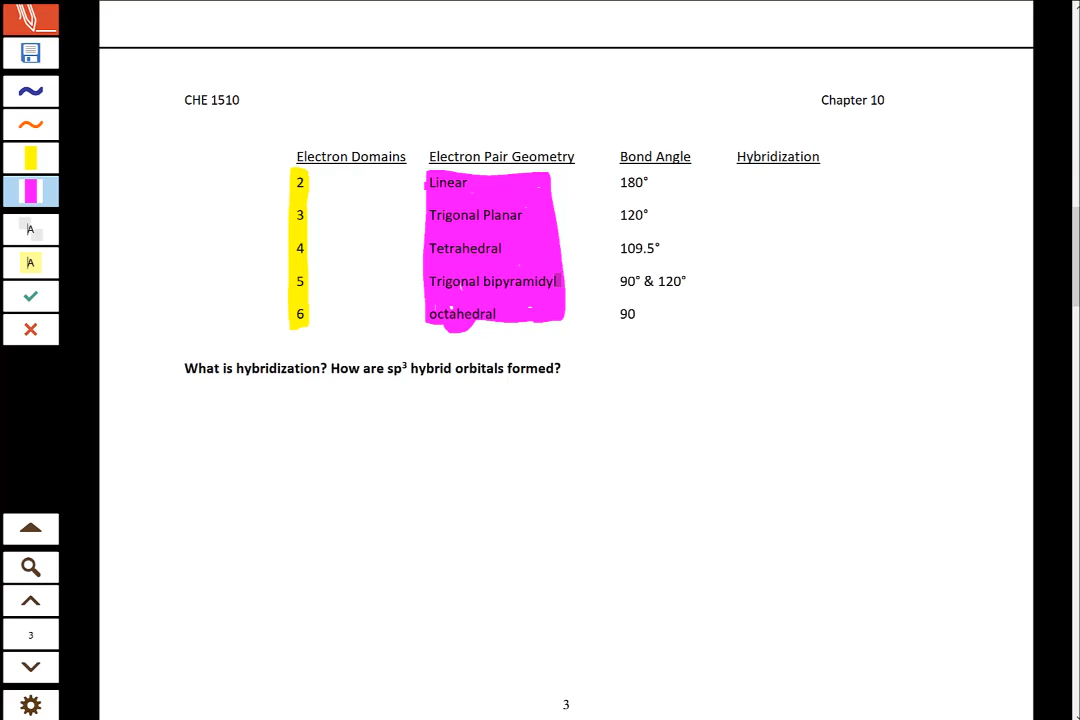 CHE 1510 Chapter 10
Electron Domains Electron Pair Geometry Bond Angle Hybridization
2 Linear 180°
3 Trigonal Planar 120°
4 Tetrahedral 109.5°
5 Trigonal bipyramidyl 90° & 120°
6 octahedral 90
What is hybridization? How are sp³ hybrid orbitals formed?
A
A
3
3